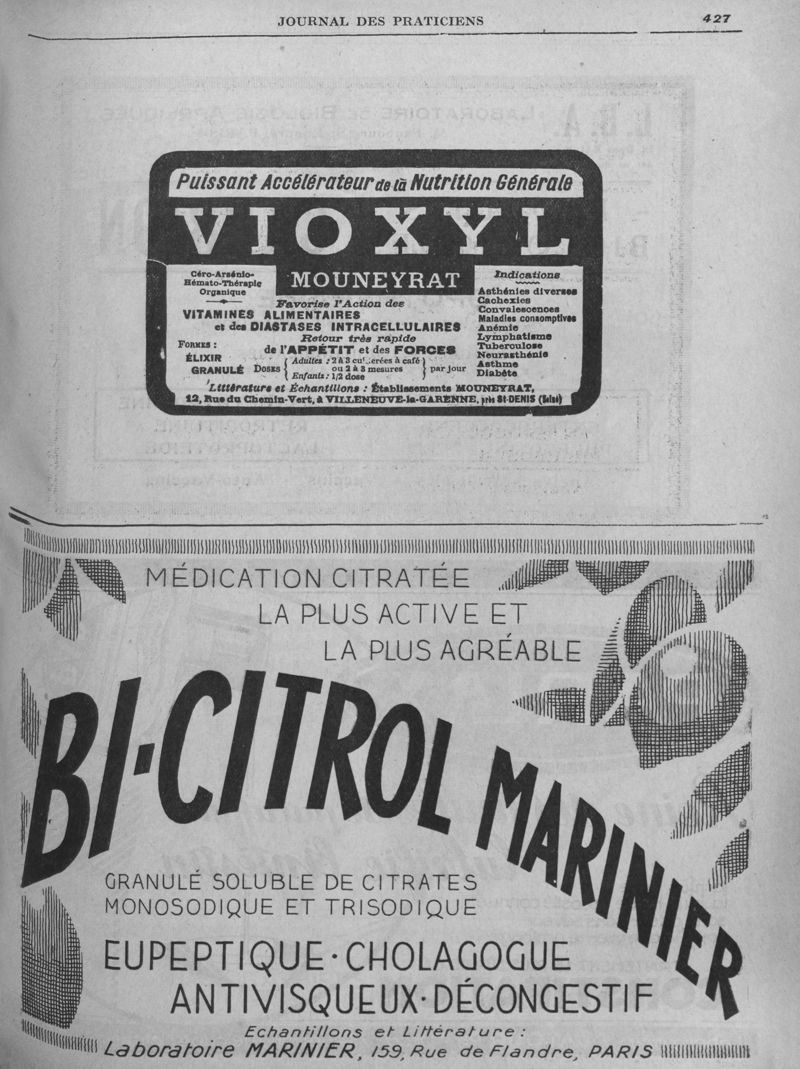 JOURNAL DES PRATICIENS
427
Puissant Accélérateur de la Nutrition Générale
VIOXYL
MOUNEYRAT
Céro-Arsénio-
Hémato-Thérapie
Organique
Favorise l'Action des
VITAMINES ALIMENTAIRES
et des DIASTASES INTRACELLULAIRES
Retour très rapide
de l'APPÉTIT et des FORCES
FORMES :
ÉLIXIR
GRANULÉ
DOSES
Adultes : 2 à 3 cuillerées à café
ou 2 à 3 mesures
Enfants : 1/2 dose
par jour
Indications
Asthénies diverses
Cachexies
Convalescences
Maladies consomptives
Anémie
Lymphatisme
Tuberculose
Neurasthénie
Asthme
Diabète
Littérature et Échantillons : Établissements MOUNEYRAT,
12, Rue du Chemin-Vert, à VILLENEUVE-la-GARENNE, près St-DENIS (Seine)
MÉDICATION CITRATÉE
LA PLUS ACTIVE ET
LA PLUS AGRÉABLE
BI-CITROL MARINIER
GRANULÉ SOLUBLE DE CITRATES
MONOSODIQUE ET TRISODIQUE
EUPEPTIQUE · CHOLAGOGUE
ANTIVISQUEUX · DÉCONGESTIF
Echantillons et Littérature :
Laboratoire MARINIER, 159, Rue de Flandre, PARIS